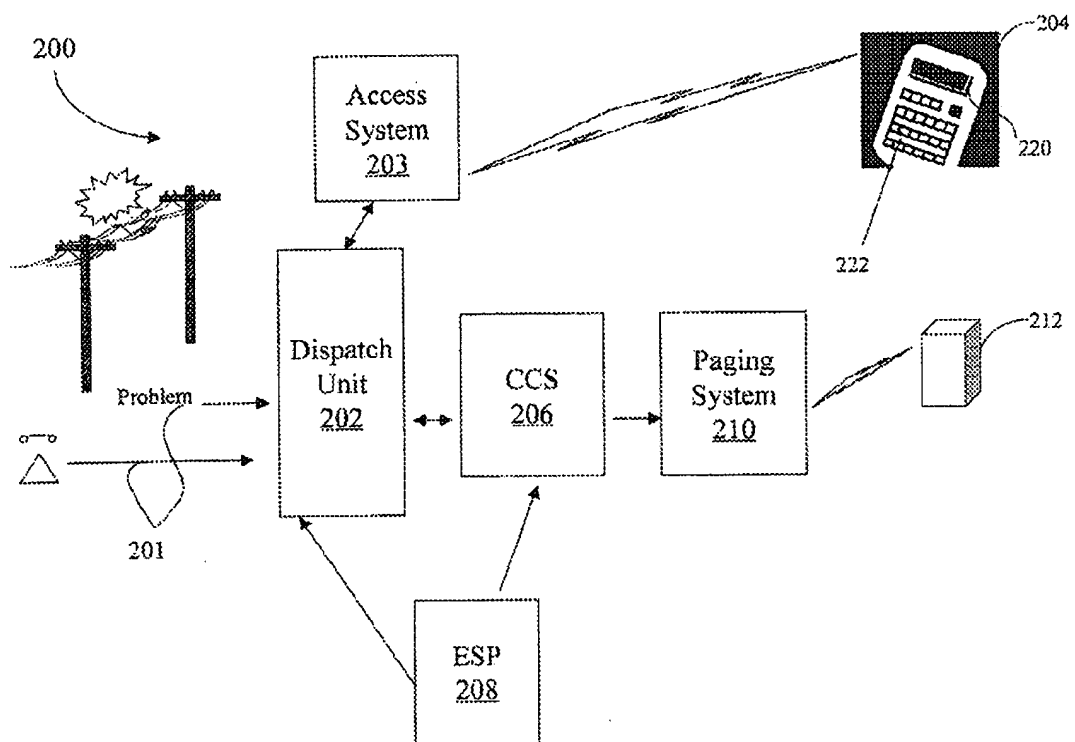 200
Access
System
203
204
220
222
Dispatch
Unit
202
CCS
206
Paging
System
210
212
Problem
201
ESP
208